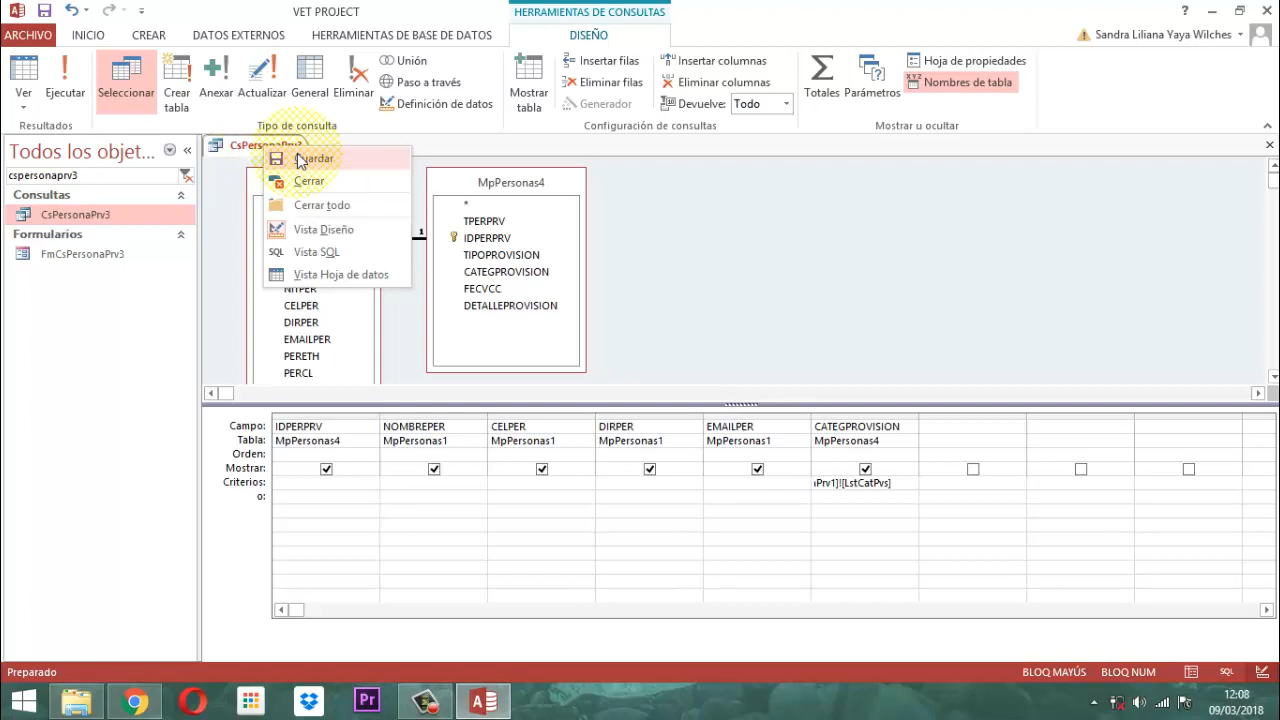 VET PROJECT
HERRAMIENTAS DE CONSULTAS
?
ARCHIVO INICIO CREAR DATOS EXTERNOS HERRAMIENTAS DE BASE DE DATOS DISEÑO
Sandra Liliana Yaya Wilches
Ver
Ejecutar
Resultados
Seleccionar
Crear tabla
Anexar
Actualizar
General
Eliminar
Unión
Paso a través
Definición de datos
Tipo de consulta
Mostrar tabla
Insertar filas
Eliminar filas
Generador
Insertar columnas
Eliminar columnas
Devuelve: Todo
Configuración de consultas
Totales
Parámetros
Hoja de propiedades
XYZ Nombres de tabla
Mostrar u ocultar
Todos los objet...
cspersonaprv3
Consultas
CsPersonaPrv3
Formularios
FmCsPersonaPrv3
CsPersonaPrv3
Guardar
Cerrar
Cerrar todo
Vista Diseño
SQL Vista SQL
Vista Hoja de datos
NITPER
CELPER
DIRPER
EMAILPER
PERETH
PERCL
1
MpPersonas4
*
TPERPRV
IDPERPRV
TIPOPROVISION
CATEGPROVISION
FECVCC
DETALLEPROVISION
Campo: IDPERPRV NOMBREPER CELPER DIRPER EMAILPER CATEGPROVISION
Tabla: MpPersonas4 MpPersonas1 MpPersonas1 MpPersonas1 MpPersonas1 MpPersonas4
Orden:
Mostrar:
Criterios: Prv1]![LstCatPvs]
o:
Preparado
BLOQ MAYÚS BLOQ NUM SQL
Pr
12:08
09/03/2018